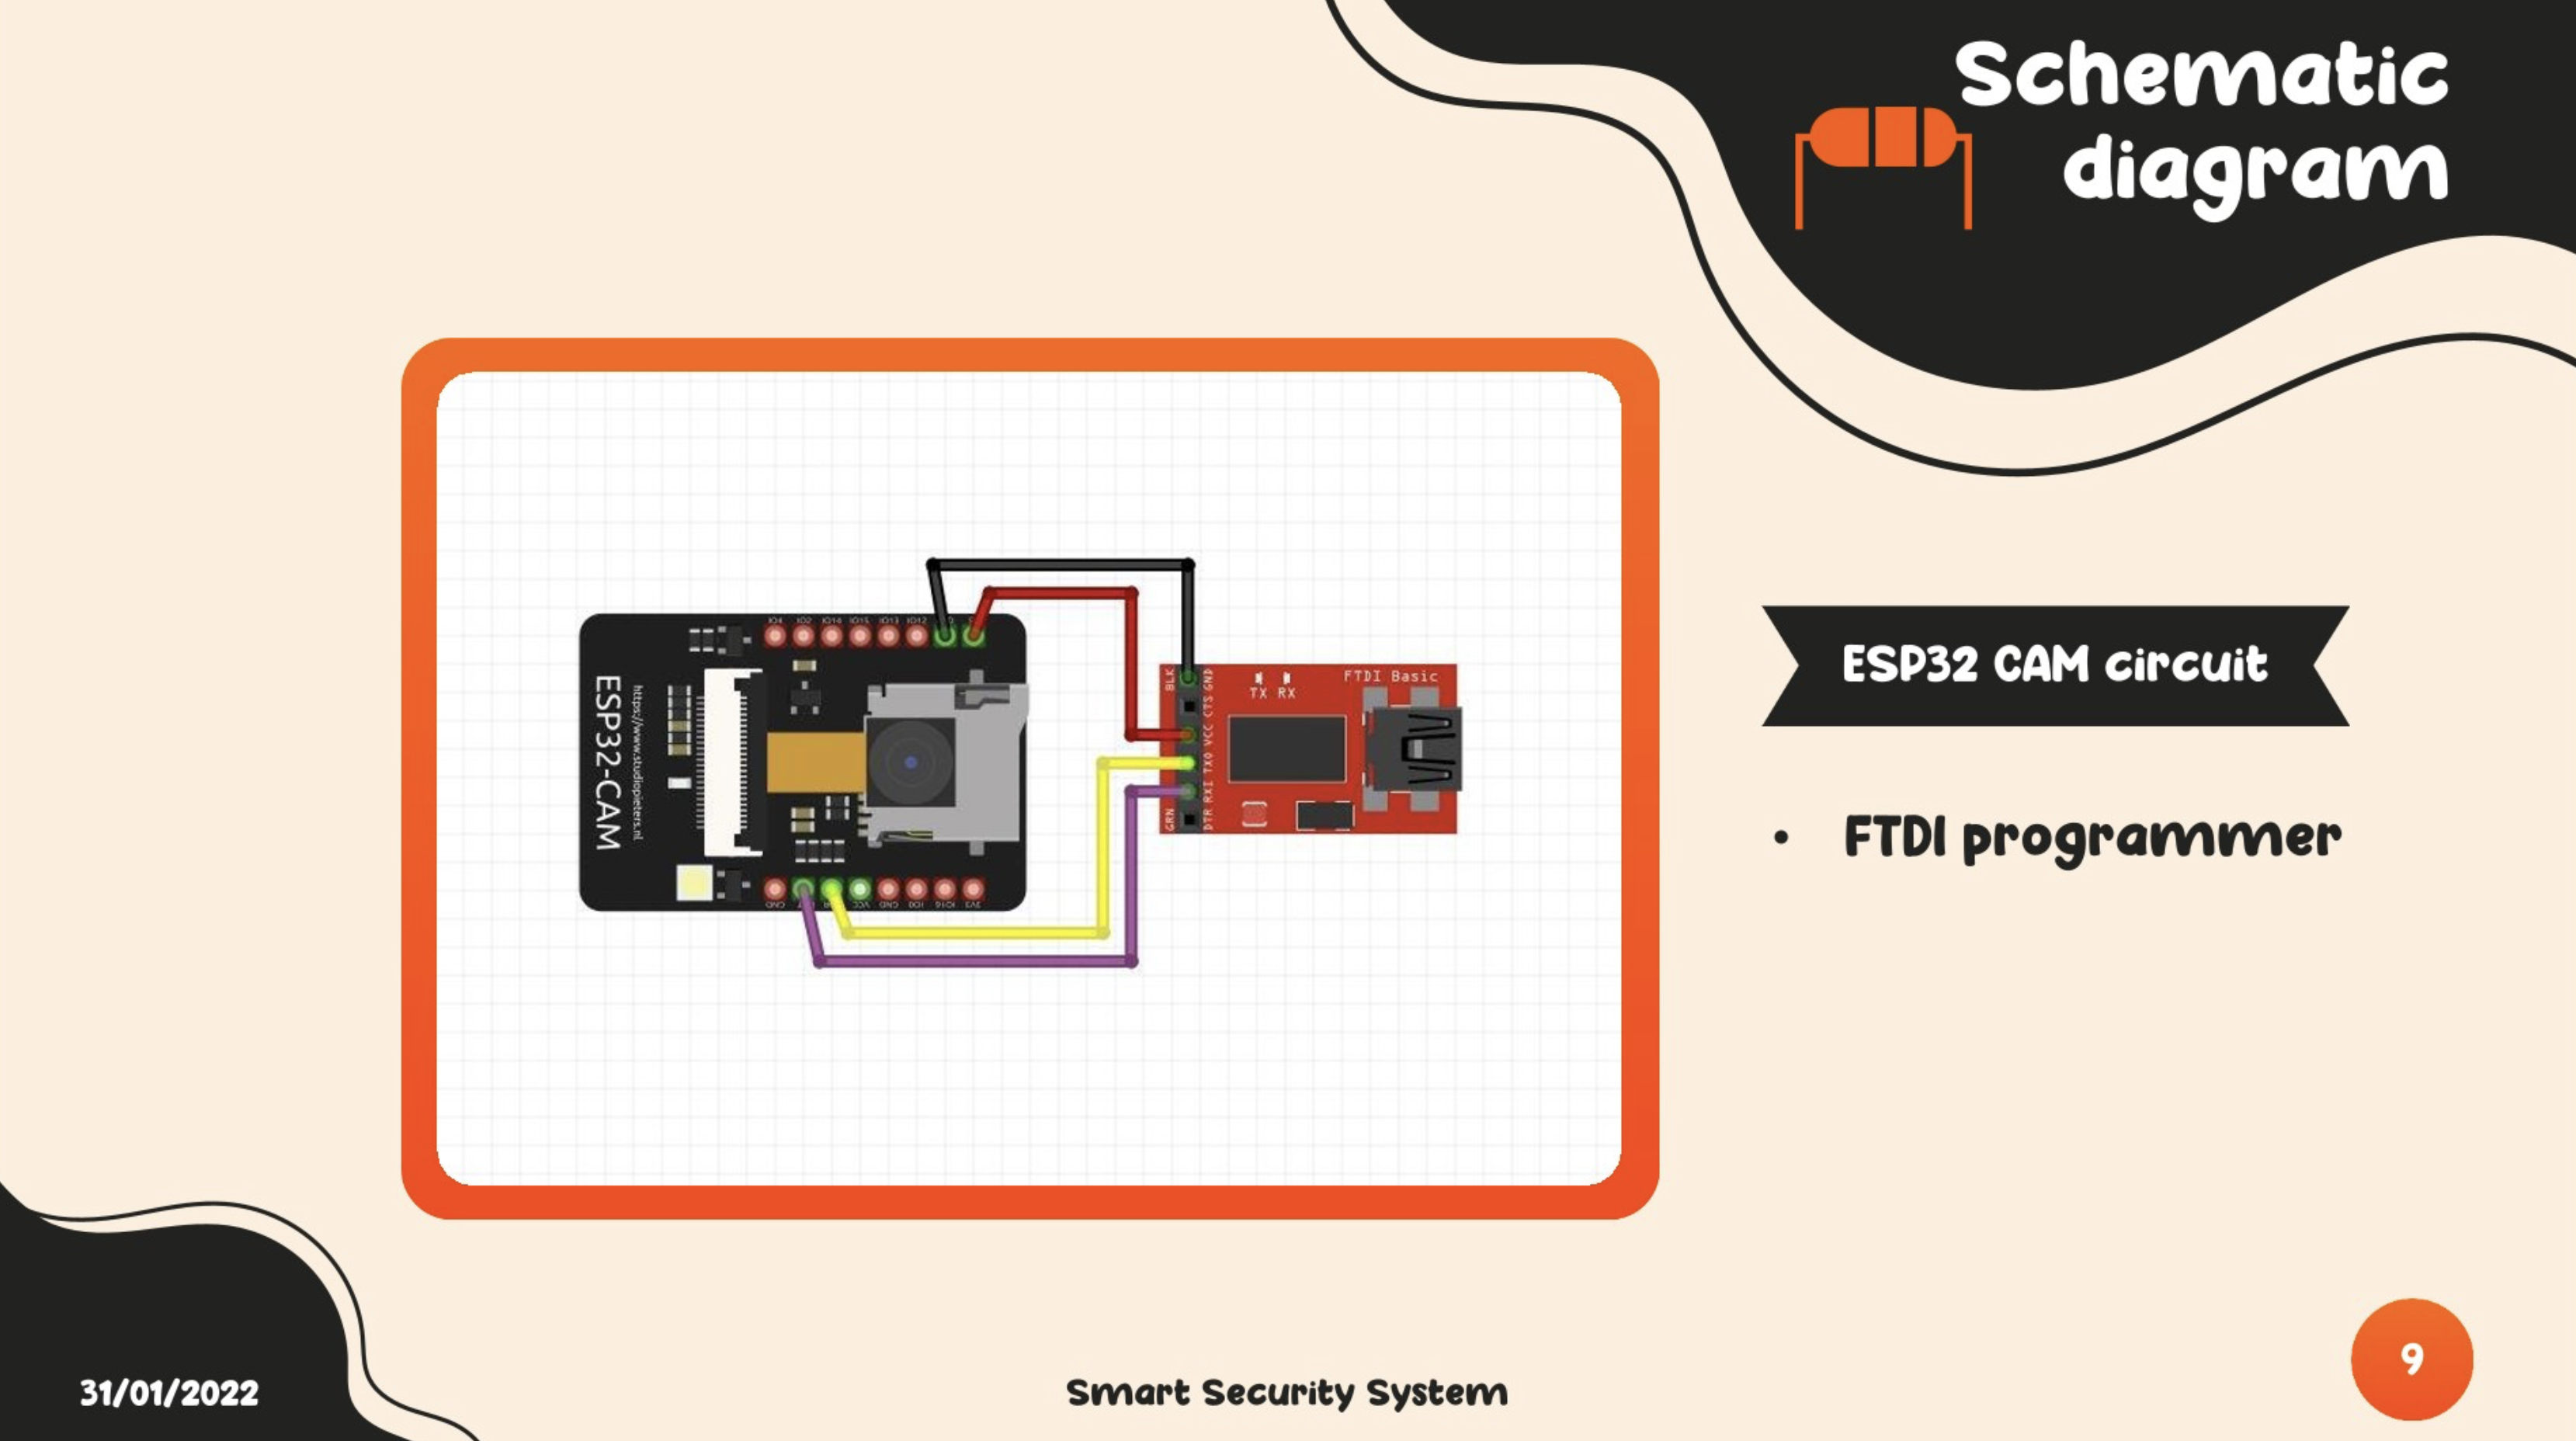 Schematic
diagram
IO4 IO2 IO14 IO15 IO13 IO12
ESP32-CAM
https://www.studiopieters.nl
GND VCC GND IO0 IO16 3V3
BLK
GRN
GND
CTS
VCC
TXO
RXI
DTR
TX RX
FTDI Basic
ESP32 CAM circuit
• FTDI programmer
31/01/2022
Smart Security System
9